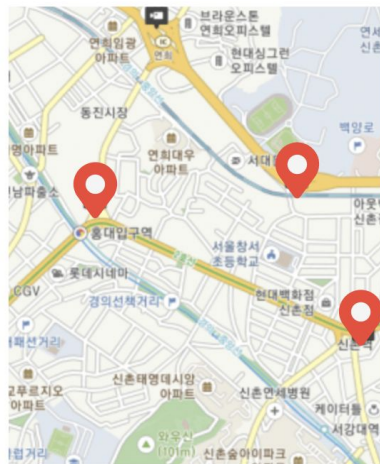 브라운스톤
연희오피스텔
연희임광
아파트
IC
연희
현대싱그런
오피스텔
동진시장
백양로
연희대우
아파트
서대
홍대입구역
서울창서
초등학교
롯데시네마
CGV
경의선책거리
현대백화점
신촌점
신촌역
신촌태영데시앙
아파트
신촌연세병원
케이터틀
서강대역
와우산
(101m)
신촌숲아이파크
아파트